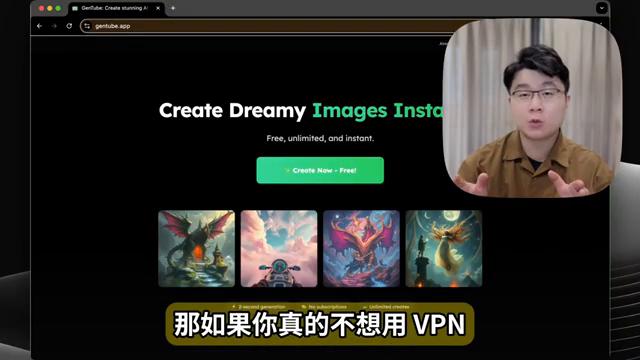 GenTube: Create stunning AI
gentube.app
Create Dreamy Images Insta
Free, unlimited, and instant.
Create Now - Free!
2-second generation
No subscriptions
Unlimited creates
那如果你真的不想用 VPN